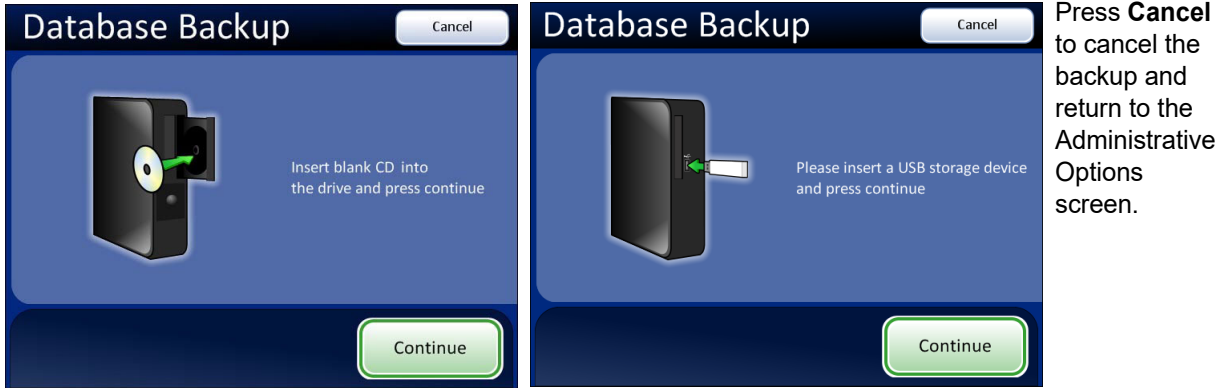 Database Backup
Cancel
Insert blank CD into
the drive and press continue
Continue
Database Backup
Cancel
Please insert a USB storage device
and press continue
Continue
Press Cancel
to cancel the
backup and
return to the
Administrative
Options
screen.